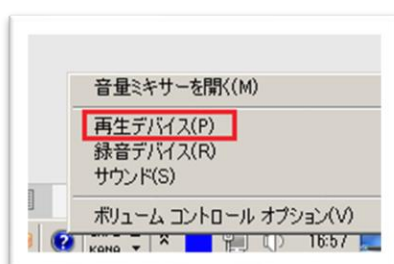 音量ミキサーを開く(M)
再生デバイス(P)
録音デバイス(R)
サウンド(S)
ボリューム コントロール オプション(V)
?
KANA
16:57